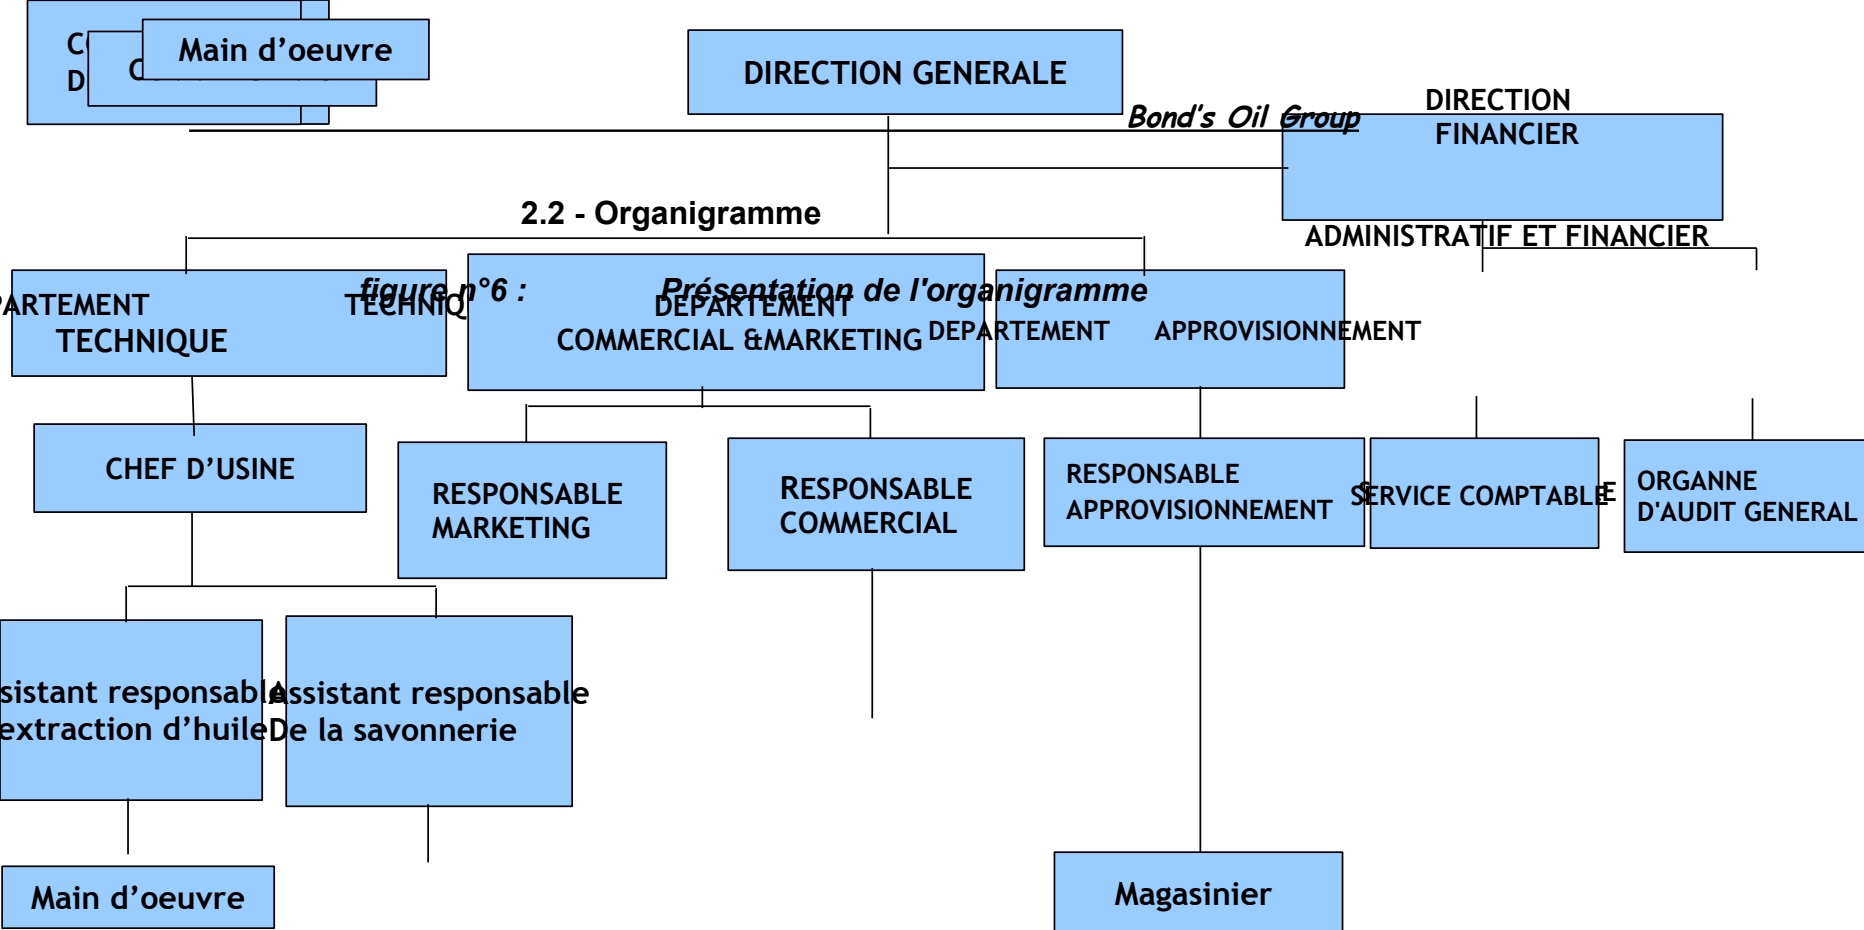 Main d’oeuvre
DIRECTION GENERALE
Bond's Oil Group
DIRECTION
FINANCIER
2.2 - Organigramme
ADMINISTRATIF ET FINANCIER
figure n°6 : Présentation de l'organigramme
TECHNIQUE
DEPARTEMENT
COMMERCIAL &MARKETING
DEPARTEMENT APPROVISIONNEMENT
CHEF D’USINE
RESPONSABLE
MARKETING
RESPONSABLE
COMMERCIAL
RESPONSABLE
APPROVISIONNEMENT
SERVICE COMPTABLE
ORGANNE
D'AUDIT GENERAL
responsable
extraction d’huile
Assistant responsable
De la savonnerie
Main d’oeuvre
Magasinier